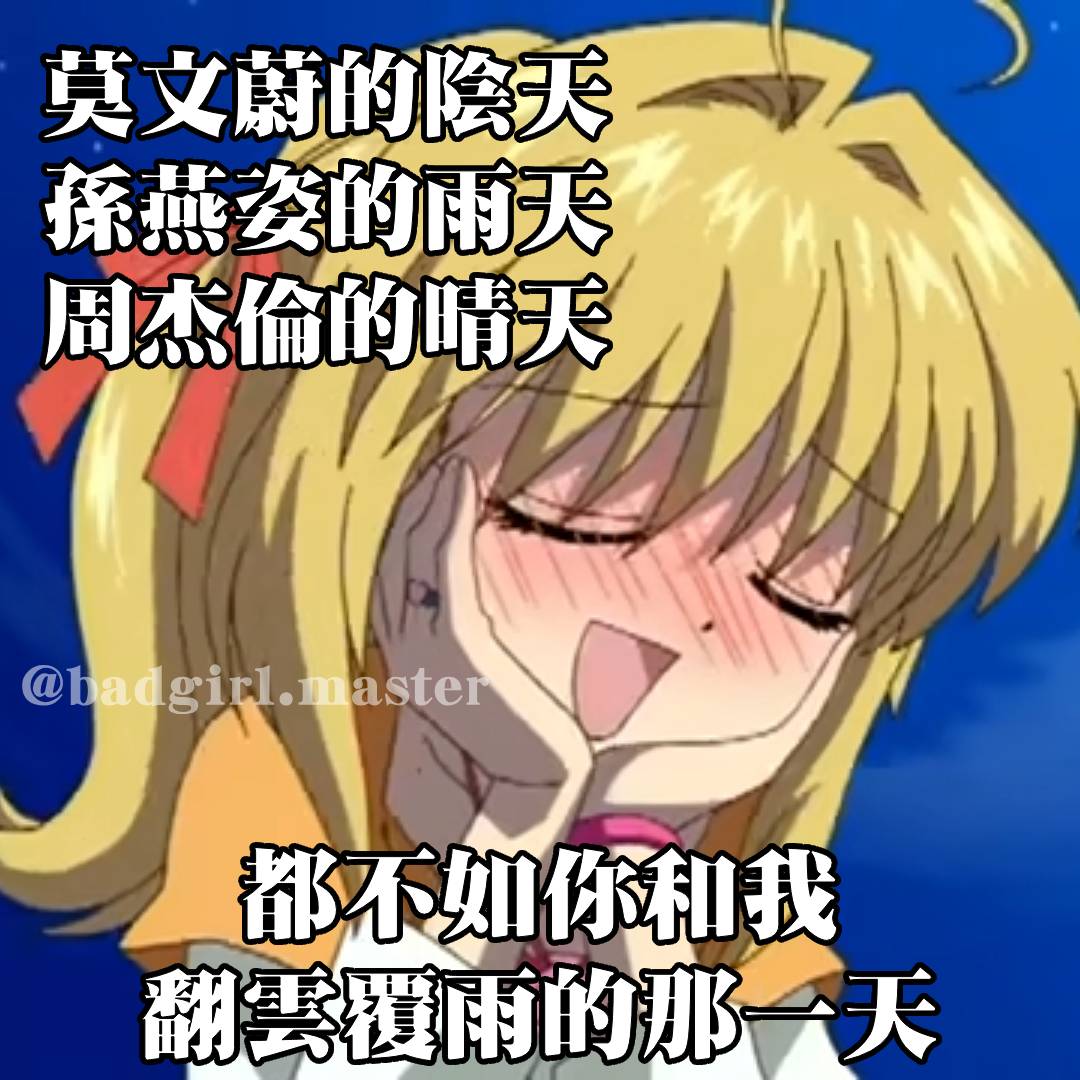 莫文蔚的陰天
孫燕姿的雨天
周杰倫的晴天
@badgirl.master
都不如你和我
翻雲覆雨的那一天